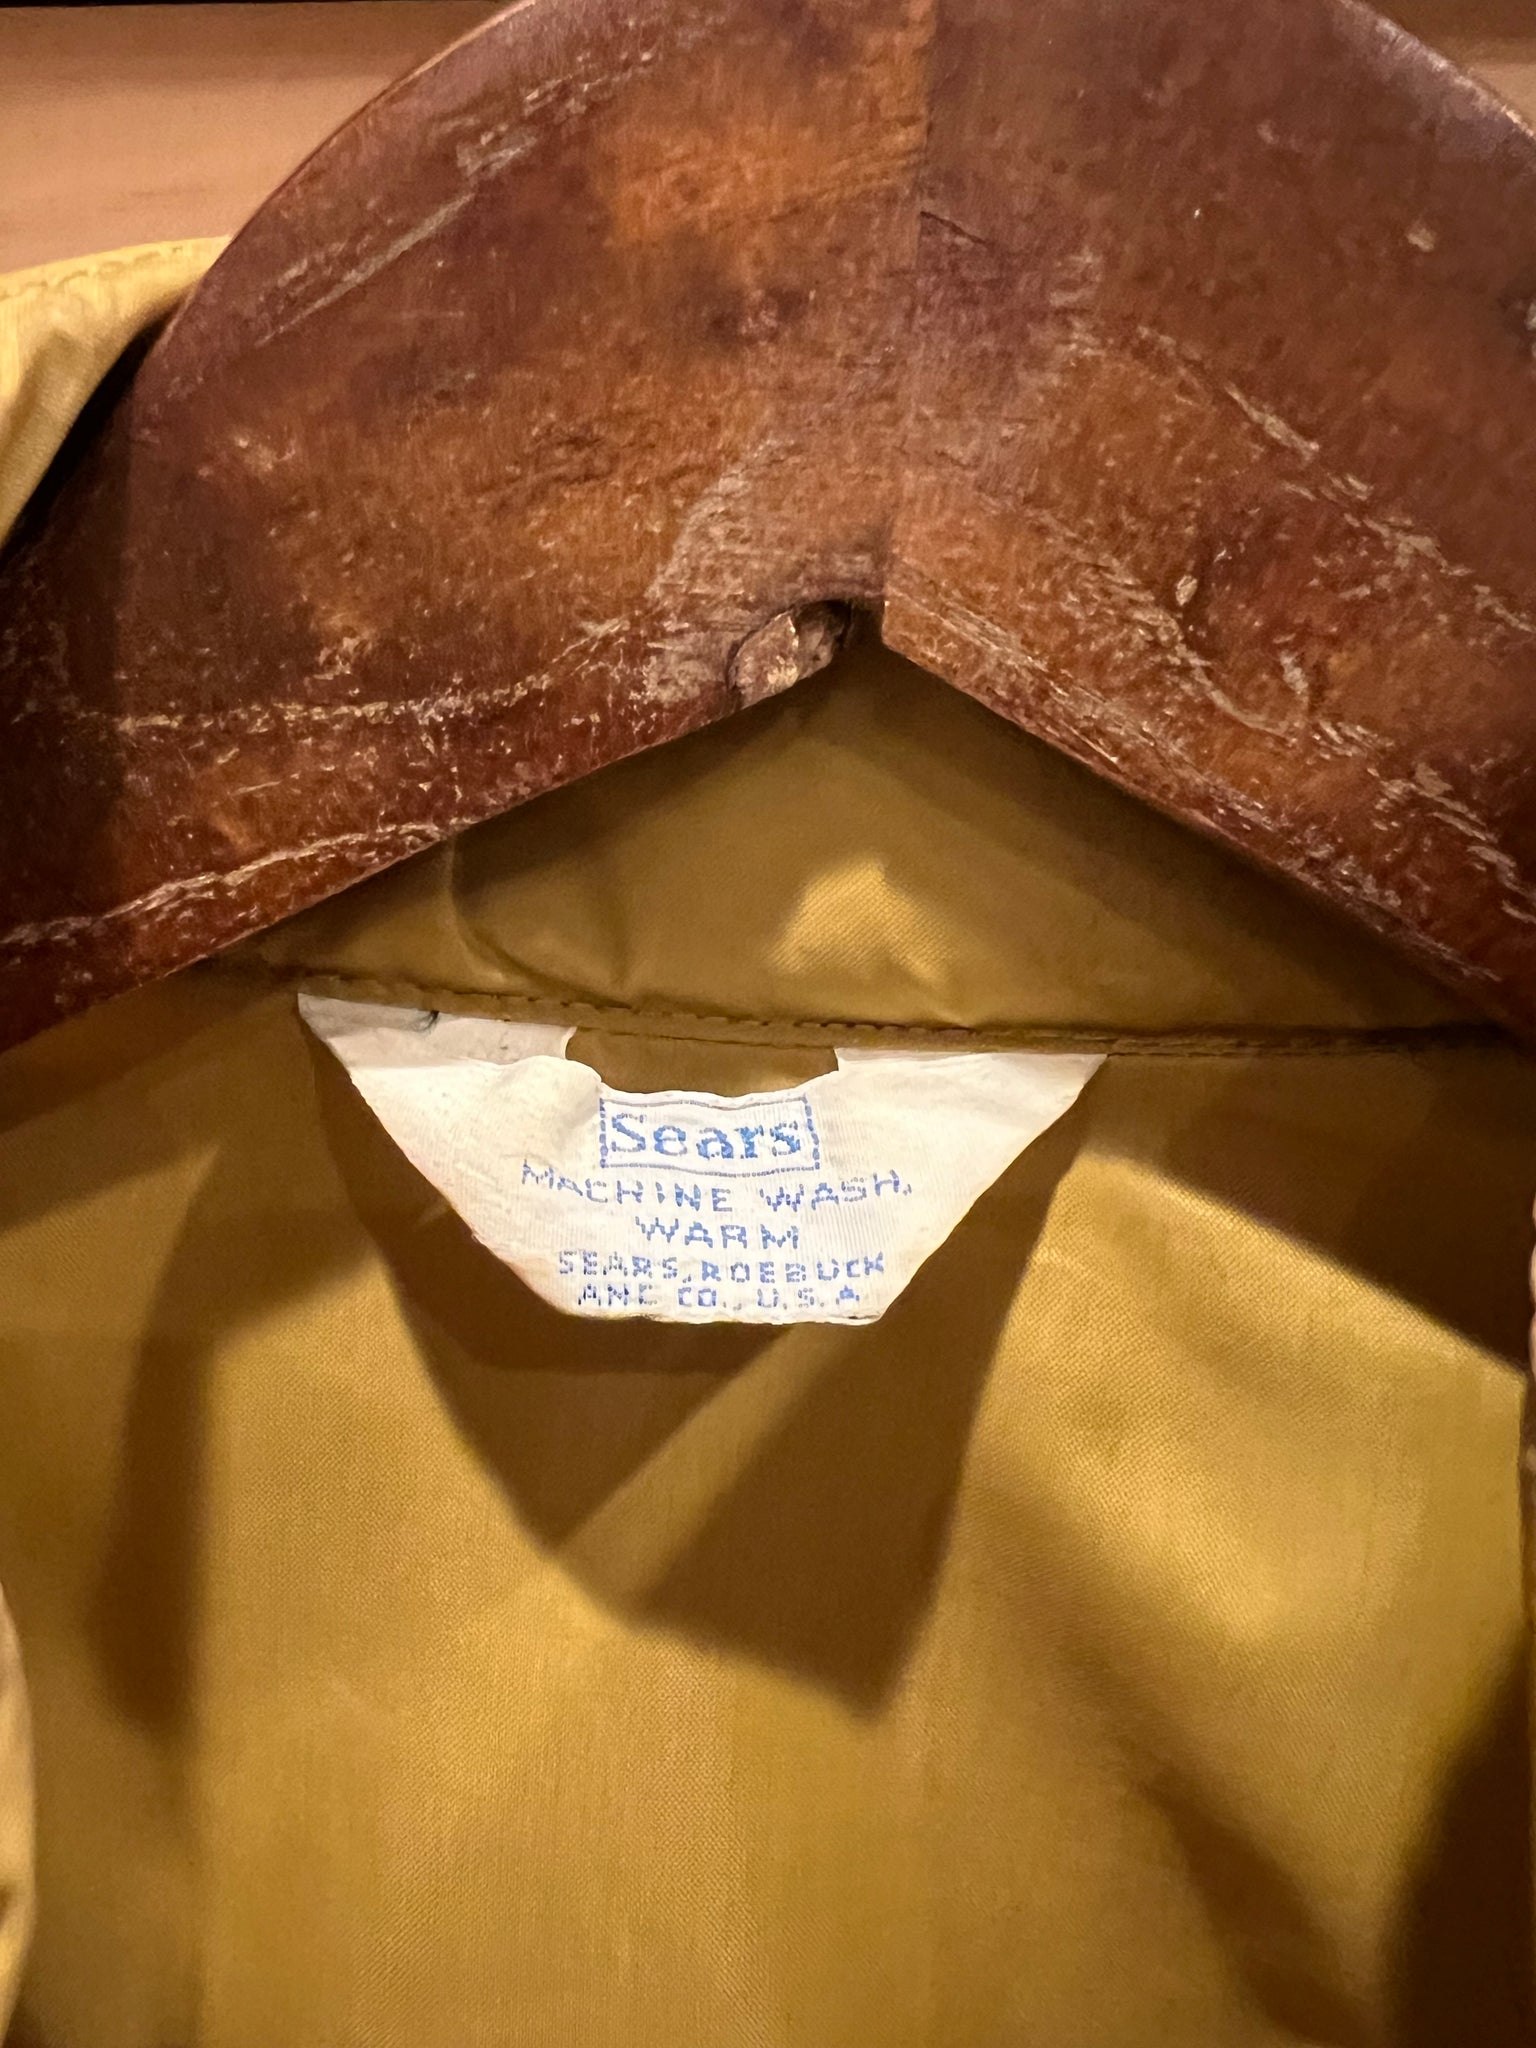 Sears
MACHINE WASH,
WARM
SEARS, ROEBUCK
AND CO., U.S.A